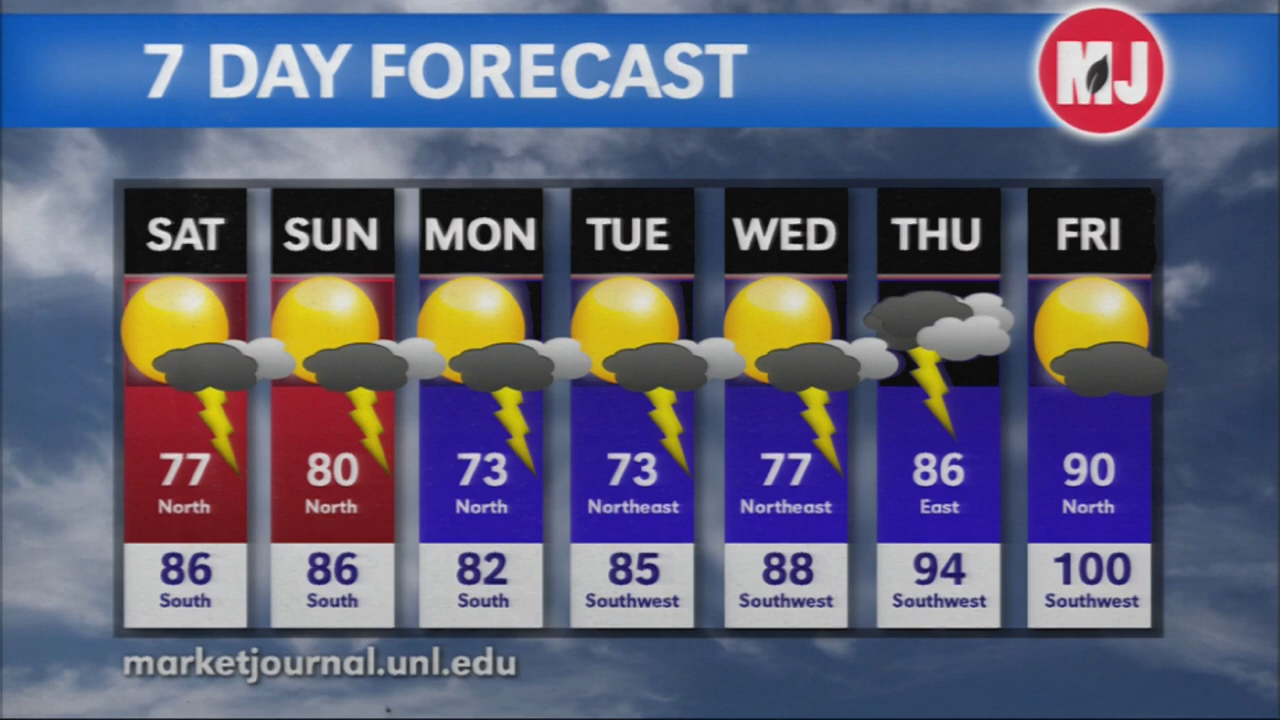 7 DAY FORECAST
MJ
SAT SUN MON TUE WED THU FRI
77 80 73 73 77 86 90
North North North Northeast Northeast East North
86 86 82 85 88 94 100
South South South Southwest Southwest Southwest Southwest
marketjournal.unl.edu